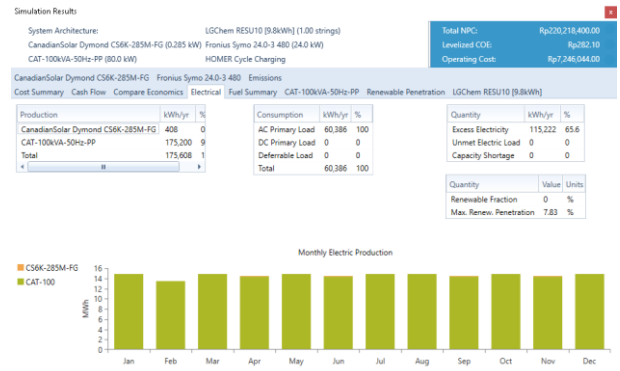 Simulation Results
System Architecture: LGChem RESU10 [9.8kWh] (1.00 strings)
CanadianSolar Dymond CS6K-285M-FG (0.285 kW) Fronius Symo 24.0-3 480 (24.0 kW)
CAT-100kVA-50Hz-PP (80.0 kW) HOMER Cycle Charging
Total NPC: Rp220,218,400.00
Levelized COE: Rp282.10
Operating Cost: Rp7,246,044.00
CanadianSolar Dymond CS6K-285M-FG Fronius Symo 24.0-3 480 Emissions
Cost Summary Cash Flow Compare Economics Electrical Fuel Summary CAT-100kVA-50Hz-PP Renewable Penetration LGChem RESU10 [9.8kWh]
Production kWh/yr %
CanadianSolar Dymond CS6K-285M-FG 408 0
CAT-100kVA-50Hz-PP 175,200 9
Total 175,608 1
Consumption kWh/yr %
AC Primary Load 60,386 100
DC Primary Load 0 0
Deferrable Load 0 0
Total 60,386 100
Quantity kWh/yr %
Excess Electricity 115,222 65.6
Unmet Electric Load 0 0
Capacity Shortage 0 0
Quantity Value Units
Renewable Fraction 0 %
Max. Renew. Penetration 7.83 %
Monthly Electric Production
CS6K-285M-FG
CAT-100
MWh
16
14
12
10
8
6
4
2
0
Jan Feb Mar Apr May Jun Jul Aug Sep Oct Nov Dec